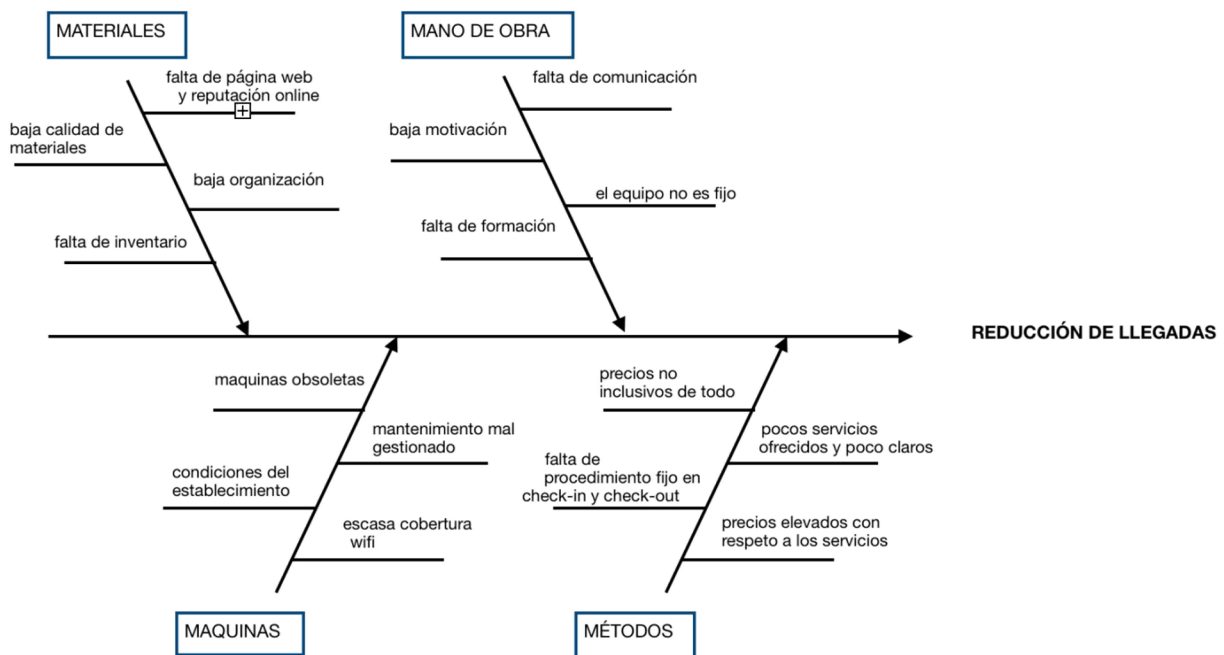 MATERIALES
MANO DE OBRA
falta de página web
y reputación online
falta de comunicación
baja calidad de
materiales
baja motivación
baja organización
el equipo no es fijo
falta de inventario
falta de formación
REDUCCIÓN DE LLEGADAS
maquinas obsoletas
precios no
inclusivos de todo
mantenimiento mal
gestionado
pocos servicios
ofrecidos y poco claros
condiciones del
establecimiento
falta de
procedimiento fijo en
check-in y check-out
escasa cobertura
wifi
precios elevados con
respeto a los servicios
MAQUINAS
MÉTODOS